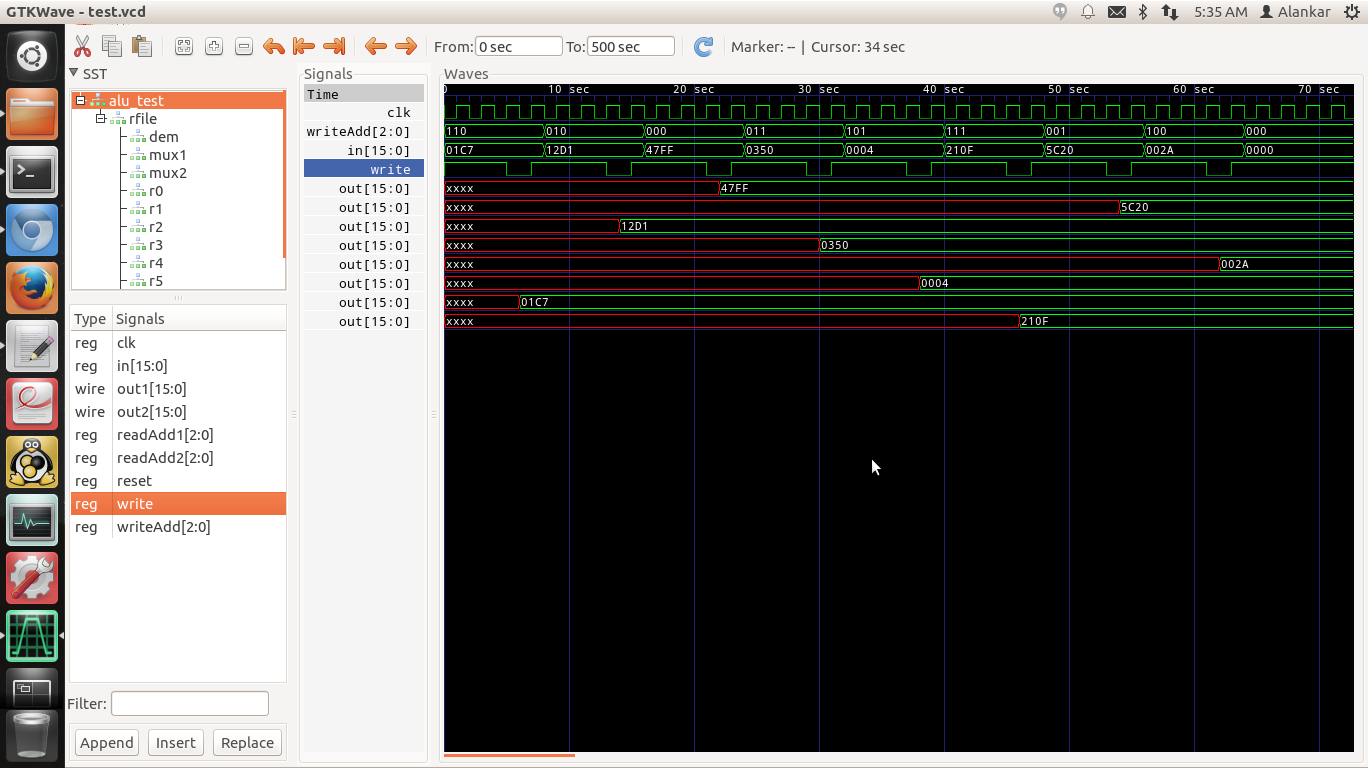 GTKWave - test.vcd
5:35 AM
Alankar
From:
0 sec
To:
500 sec
Marker: -- | Cursor: 34 sec
SST
alu_test
rfile
dem
mux1
mux2
r0
r1
r2
r3
r4
r5
Type Signals
reg clk
reg in[15:0]
wire out1[15:0]
wire out2[15:0]
reg readAdd1[2:0]
reg readAdd2[2:0]
reg reset
reg write
reg writeAdd[2:0]
Filter:
Append
Insert
Replace
Signals
Time
clk
writeAdd[2:0]
in[15:0]
write
out[15:0]
out[15:0]
out[15:0]
out[15:0]
out[15:0]
out[15:0]
out[15:0]
out[15:0]
Waves
0 10 sec 20 sec 30 sec 40 sec 50 sec 60 sec 70 sec
110 010 000 011 101 111 001 100 000
01C7 12D1 47FF 0350 0004 210F 5C20 002A 0000
xxxx 47FF
xxxx 5C20
xxxx 12D1
xxxx 0350
xxxx 002A
xxxx 0004
xxxx 01C7
xxxx 210F